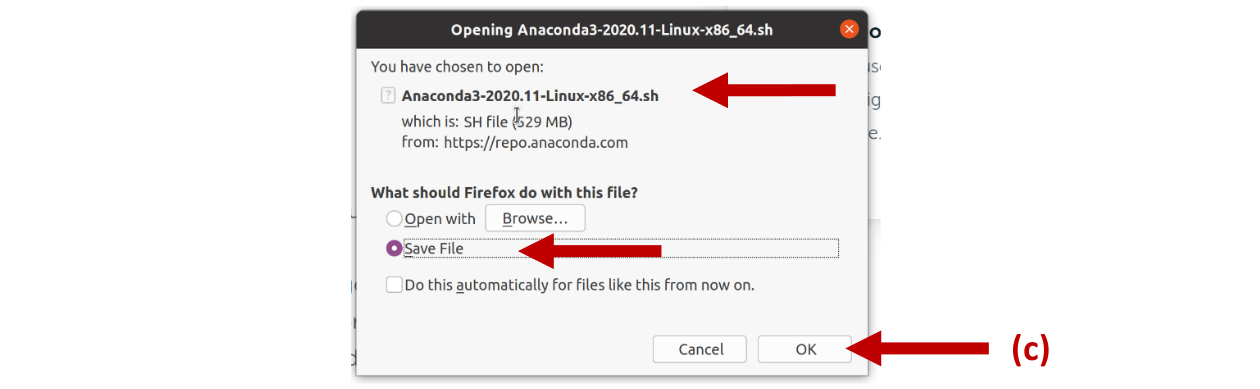 Opening Anaconda3-2020.11-Linux-x86_64.sh
You have chosen to open:
Anaconda3-2020.11-Linux-x86_64.sh
which is: SH file (529 MB)
from: https://repo.anaconda.com
What should Firefox do with this file?
Open with Browse...
Save File
Do this automatically for files like this from now on.
Cancel OK (c)